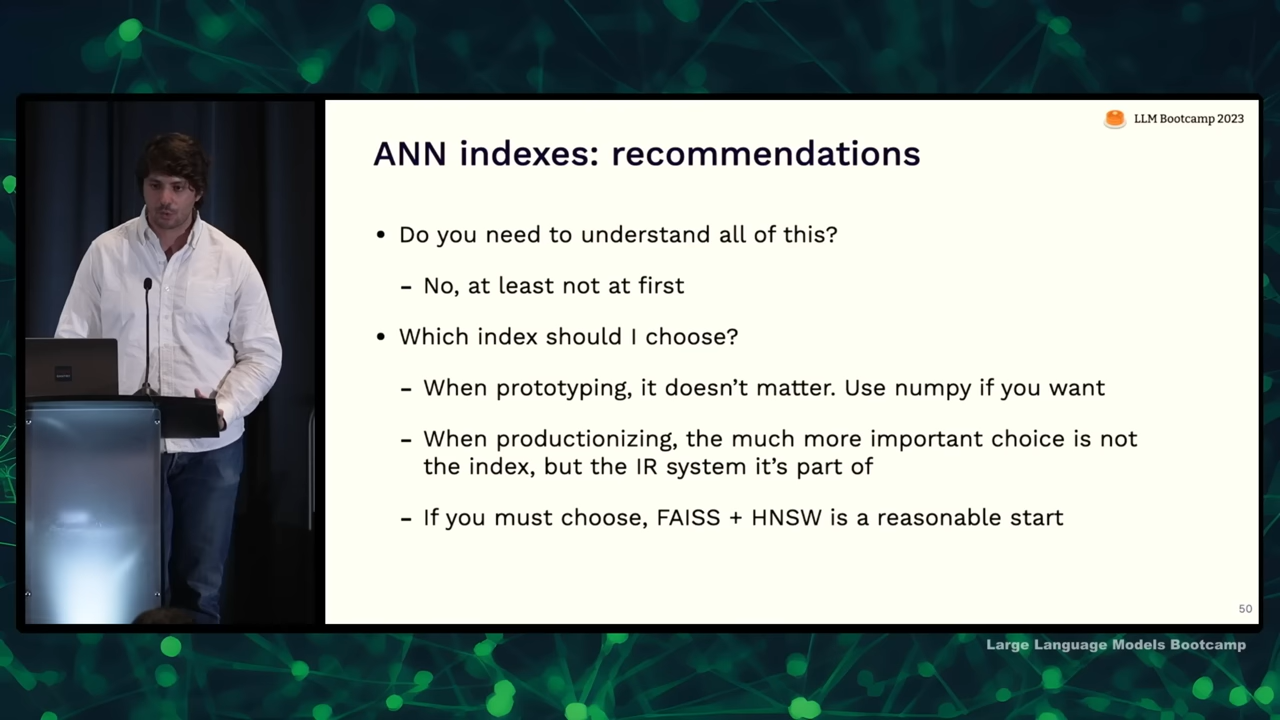 LLM Bootcamp 2023
ANN indexes: recommendations
• Do you need to understand all of this?
– No, at least not at first
• Which index should I choose?
– When prototyping, it doesn’t matter. Use numpy if you want
– When productionizing, the much more important choice is not
the index, but the IR system it’s part of
– If you must choose, FAISS + HNSW is a reasonable start
50
Large Language Models Bootcamp